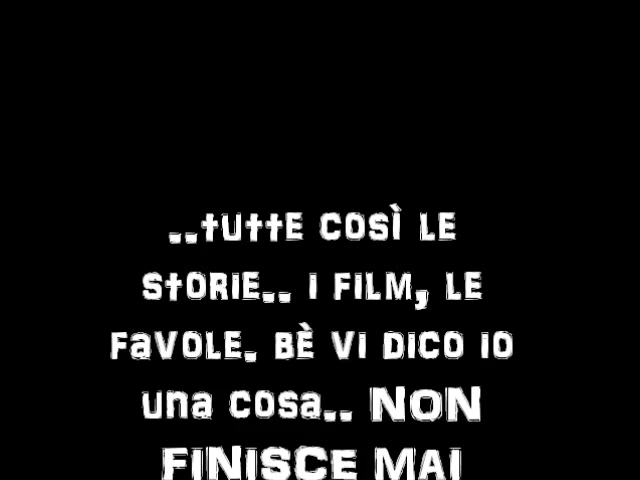 ..tutte così le
storie.. i film, le
favole. bè vi dico io
una cosa.. NON
FINISCE MAI